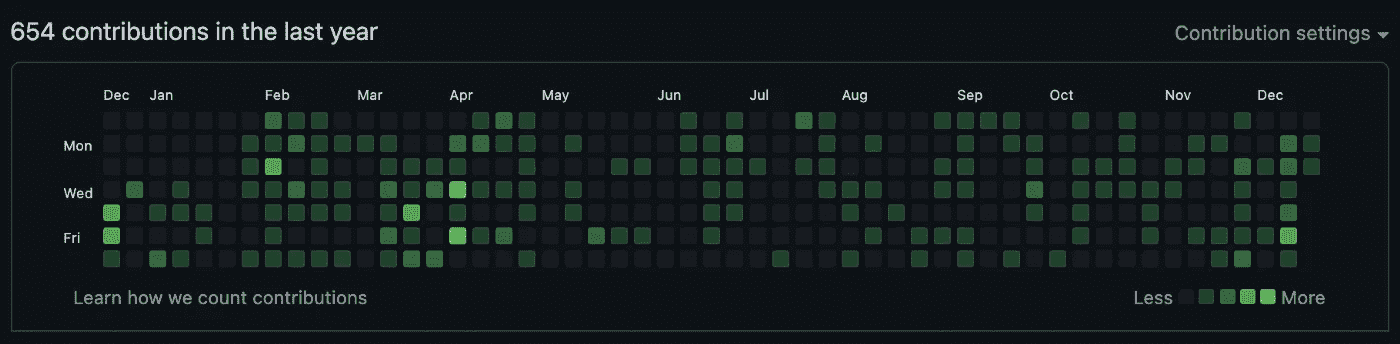 654 contributions in the last year
Contribution settings
Dec Jan Feb Mar Apr May Jun Jul Aug Sep Oct Nov Dec
Mon
Wed
Fri
Learn how we count contributions
Less More